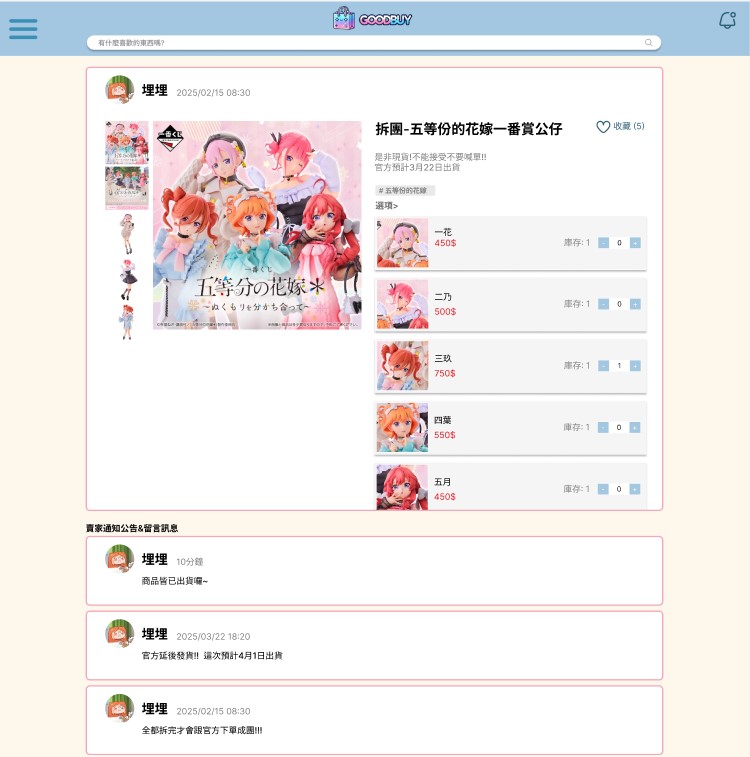 GOODBUY
有什麼喜歡的東西嗎?
埋埋 2025/02/15 08:30
一番くじ
一番くじ
五等分の花嫁*
~ぬくもりを分かち合って~
拆團-五等份的花嫁一番賞公仔
收藏 (5)
是非現貨!不能接受不要喊單!!
官方預計3月22日出貨
# 五等份的花嫁
選項>
一花
450$
庫存: 1 - 0 +
二乃
500$
庫存: 1 - 0 +
三玖
750$
庫存: 1 - 1 +
四葉
550$
庫存: 1 - 0 +
五月
450$
庫存: 1 - 0 +
賣家通知公告&留言訊息
埋埋 10分鐘
商品皆已出貨囉~
埋埋 2025/03/22 18:20
官方延後發貨!! 這次預計4月1日出貨
埋埋 2025/02/15 08:30
全都拆完才會跟官方下單成團!!!